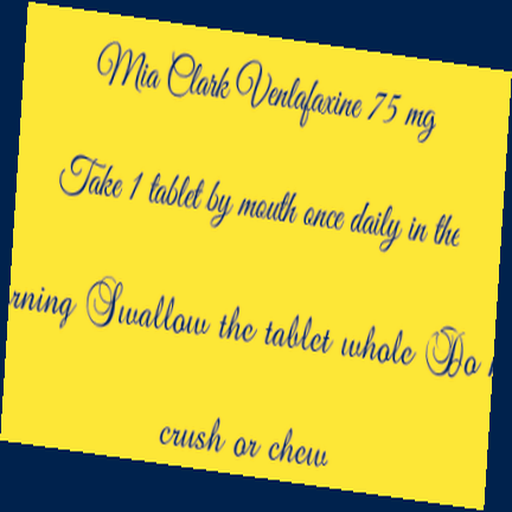 Mia Clark Venlafaxine 75 mg
Take 1 tablet by mouth once daily in the
rning Swallow the tablet whole Do
crush or chew